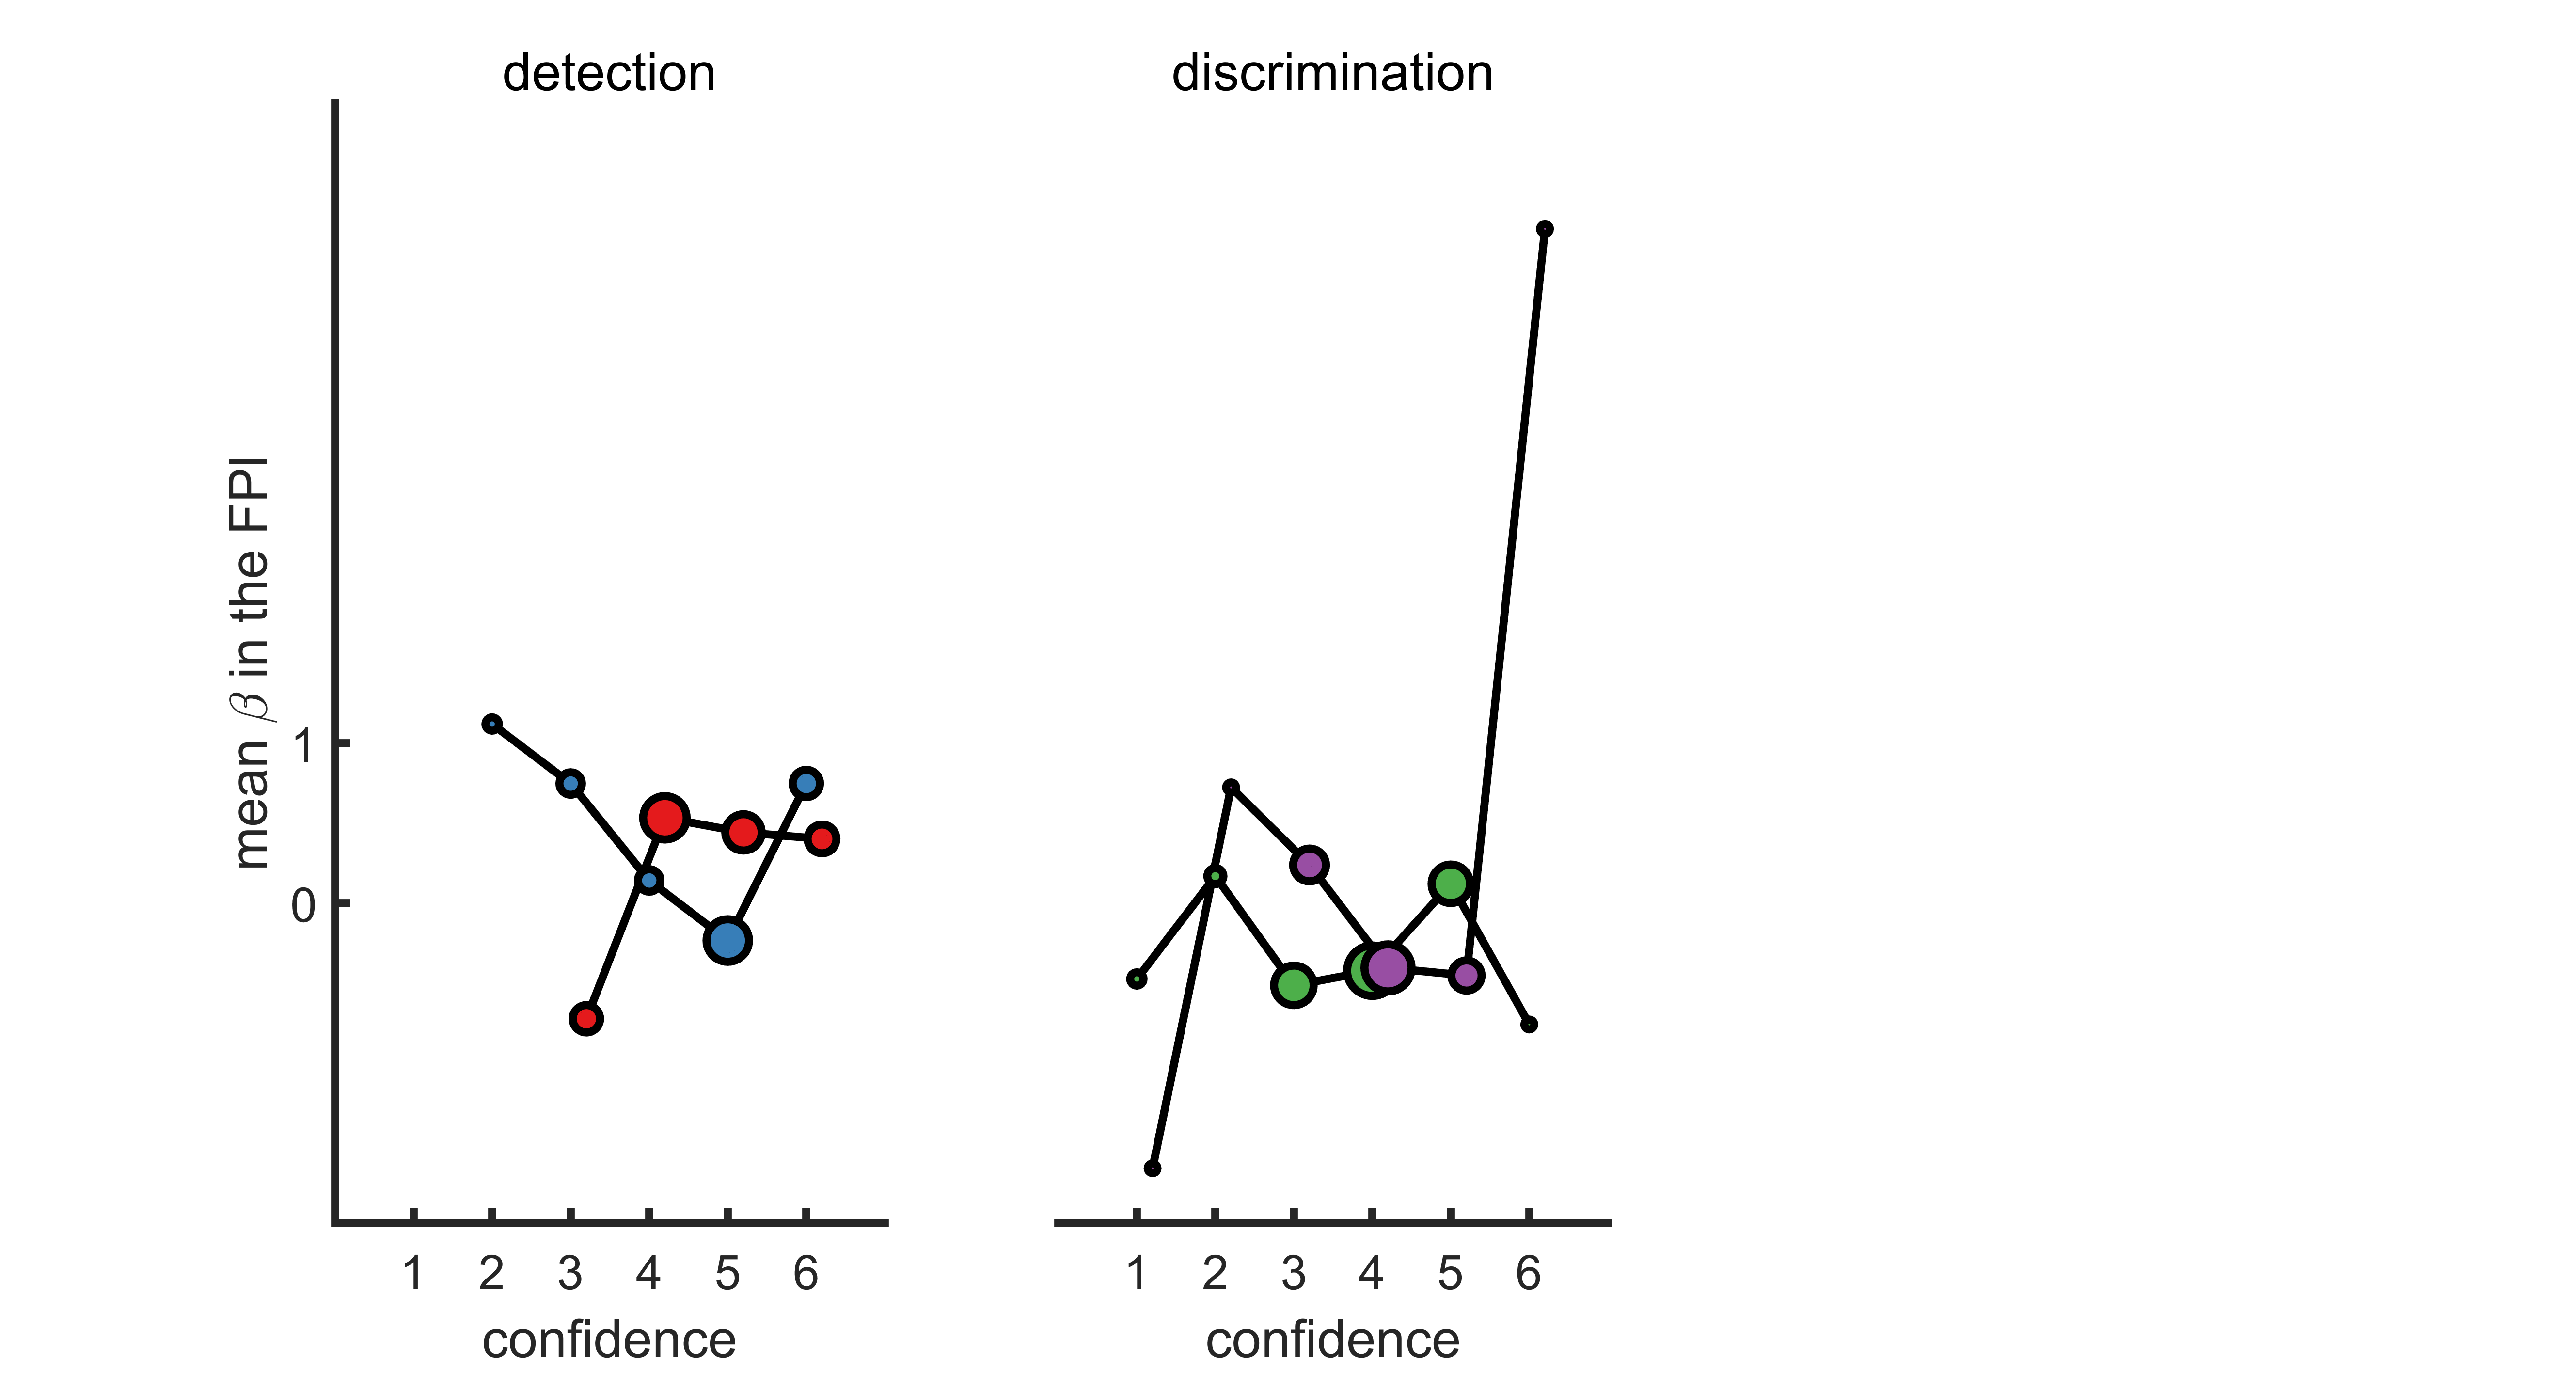 detection
discrimination
mean β in the FPI
1
0
1 2 3 4 5 6
1 2 3 4 5 6
confidence
confidence